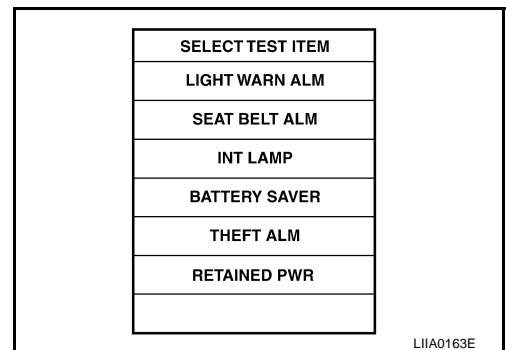 SELECT TEST ITEM
LIGHT WARN ALM
SEAT BELT ALM
INT LAMP
BATTERY SAVER
THEFT ALM
RETAINED PWR
LIIA0163E